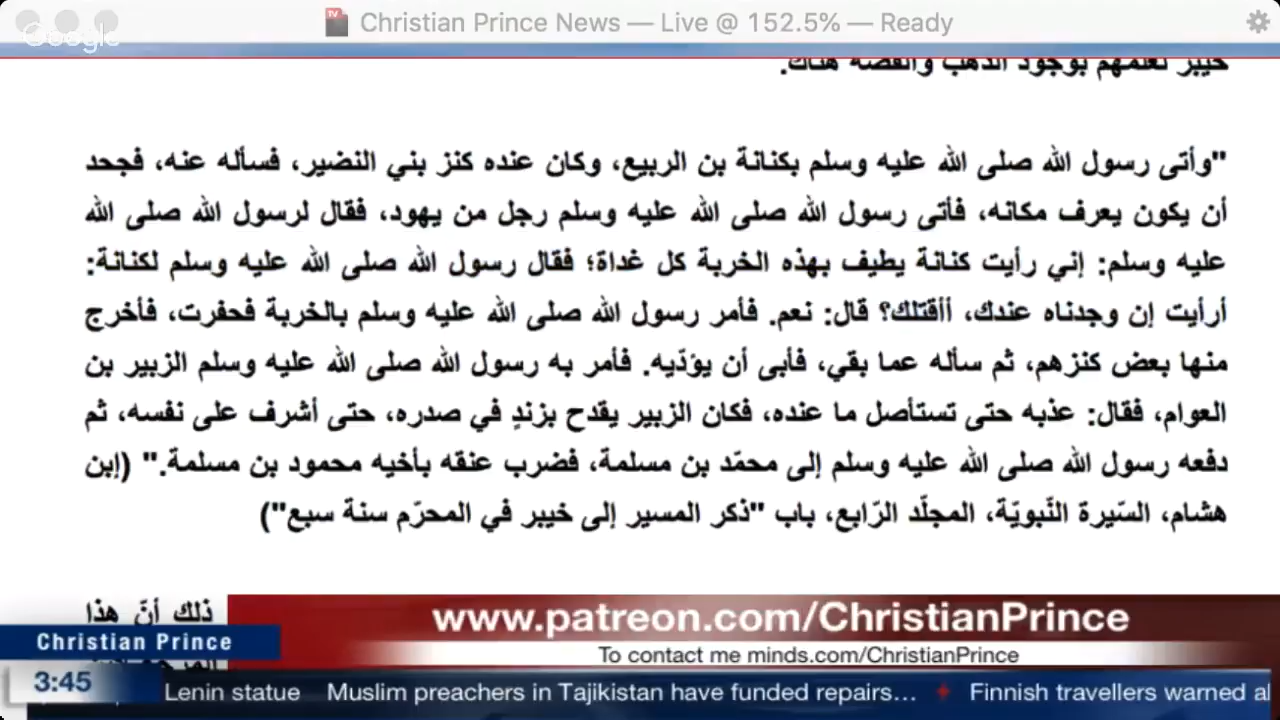 Christian Prince News — Live @ 152.5% — Ready
Google
خيبر لعلمهم بوجود الذهب والفضة هناك.
"وأتى رسول الله صلى الله عليه وسلم بكنانة بن الربيع، وكان عنده كنز بني النضير، فسأله عنه، فجحد
أن يكون يعرف مكانه، فأتى رسول الله صلى الله عليه وسلم رجل من يهود، فقال لرسول الله صلى الله
عليه وسلم: إني رأيت كنانة يطيف بهذه الخربة كل غداة؛ فقال رسول الله صلى الله عليه وسلم لكنانة:
أرأيت إن وجدناه عندك، أأقتلك؟ قال: نعم. فأمر رسول الله صلى الله عليه وسلم بالخربة فحفرت، فأخرج
منها بعض كنزهم، ثم سأله عما بقي، فأبى أن يؤدّيه. فأمر به رسول الله صلى الله عليه وسلم الزبير بن
العوام، فقال: عذبه حتى تستأصل ما عنده، فكان الزبير يقدح بزندٍ في صدره، حتى أشرف على نفسه، ثم
دفعه رسول الله صلى الله عليه وسلم إلى محمّد بن مسلمة، فضرب عنقه بأخيه محمود بن مسلمة." (إبن
هشام، السّيرة النّبويّة، المجلّد الرّابع، باب "ذكر المسير إلى خيبر في المحرّم سنة سبع")
ذلك أنّ هذا
www.patreon.com/ChristianPrince
Christian Prince
To contact me minds.com/ChristianPrince
3:45
Lenin statue Muslim preachers in Tajikistan have funded repairs... Finnish travellers warned al